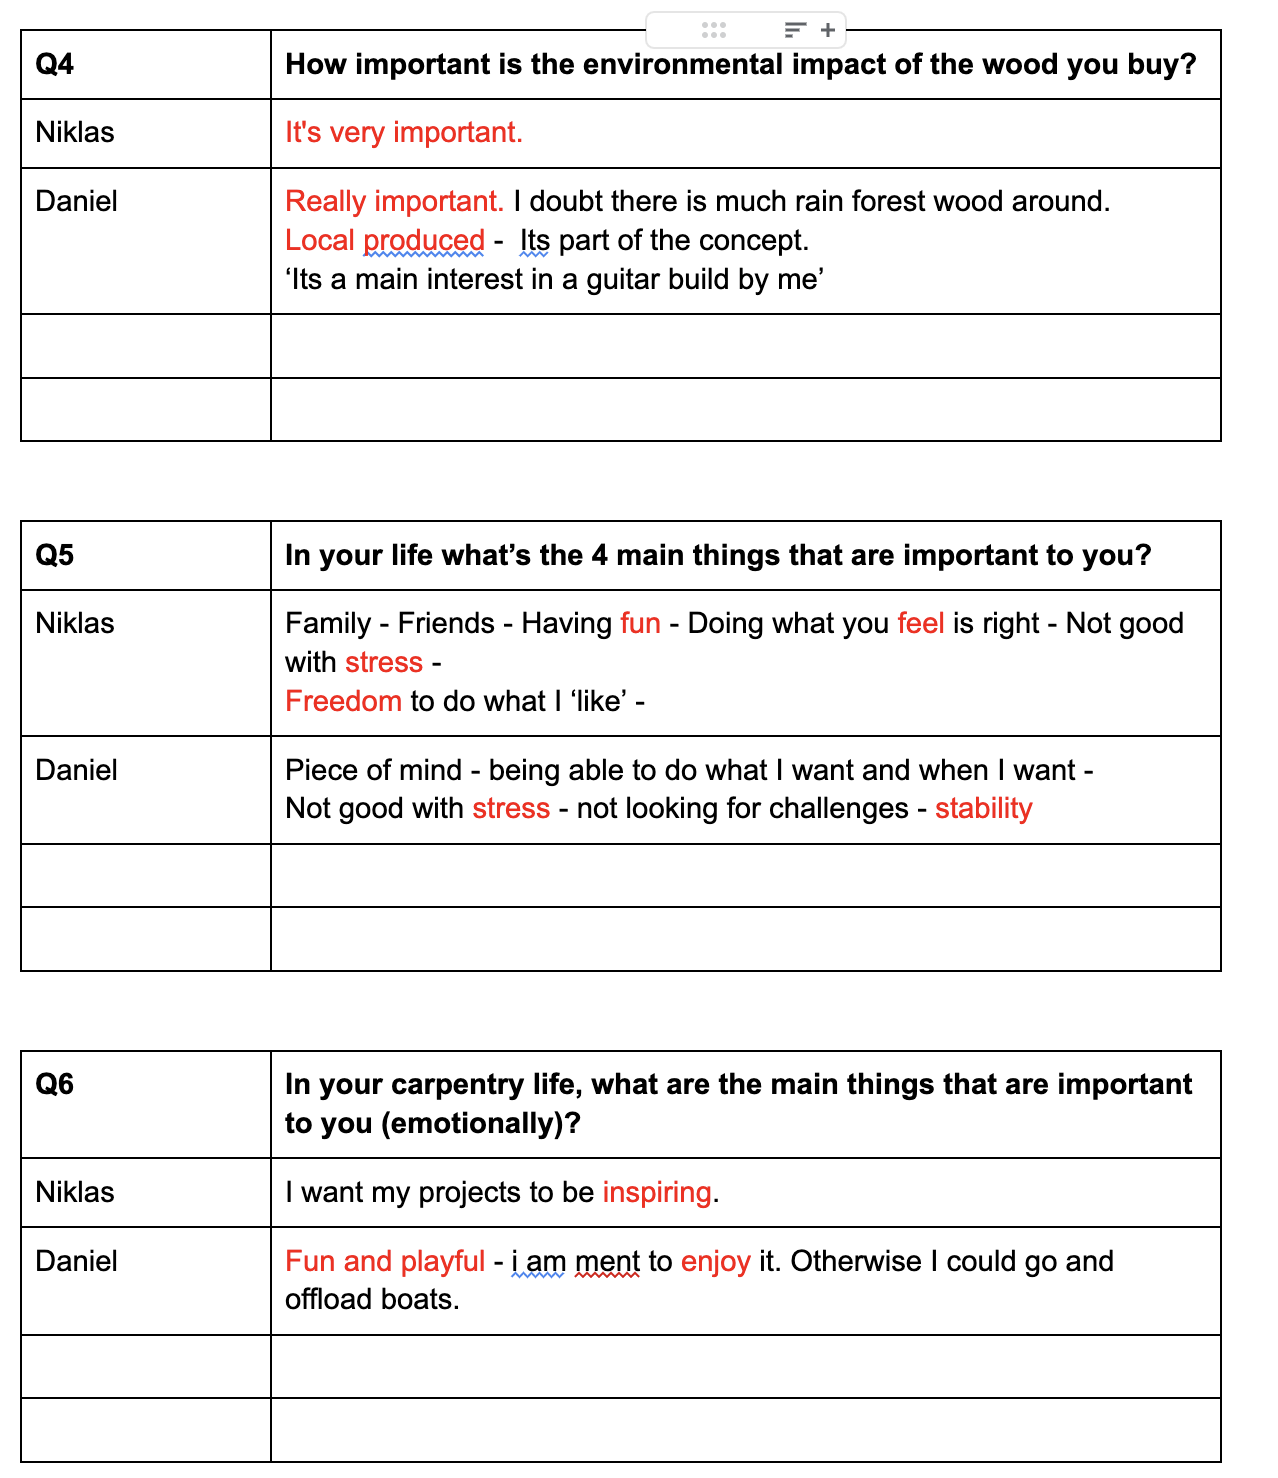 Q4
How important is the environmental impact of the wood you buy?
Niklas
It's very important.
Daniel
Really important. I doubt there is much rain forest wood around.
Local produced -  Its part of the concept.
‘Its a main interest in a guitar build by me’
Q5
In your life what’s the 4 main things that are important to you?
Niklas
Family - Friends - Having fun - Doing what you feel is right - Not good
with stress -
Freedom to do what I ‘like’ -
Daniel
Piece of mind - being able to do what I want and when I want -
Not good with stress - not looking for challenges - stability
Q6
In your carpentry life, what are the main things that are important
to you (emotionally)?
Niklas
I want my projects to be inspiring.
Daniel
Fun and playful - i am ment to enjoy it. Otherwise I could go and
offload boats.